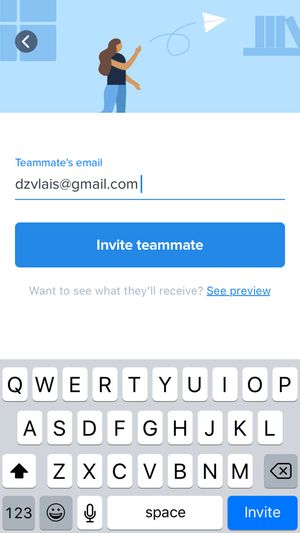 Teammate's email
dzvlais@gmail.com
Invite teammate
Want to see what they'll receive? See preview
Q W E R T Y U I O P
A S D F G H J K L
Z X C V B N M
123 space Invite